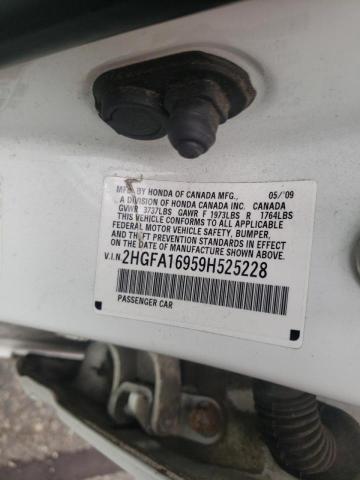 MFD. BY HONDA OF CANADA MFG., 05/'09
A DIVISION OF HONDA CANADA INC. CANADA
GVWR 3737LBS GAWR F 1973LBS R 1764LBS
THIS VEHICLE CONFORMS TO ALL APPLICABLE
FEDERAL MOTOR VEHICLE SAFETY, BUMPER,
AND THEFT PREVENTION STANDARDS IN EFFECT
ON THE DATE OF MANUFACTURE SHOWN ABOVE.
V.I.N. 2HGFA16959H525228
PASSENGER CAR